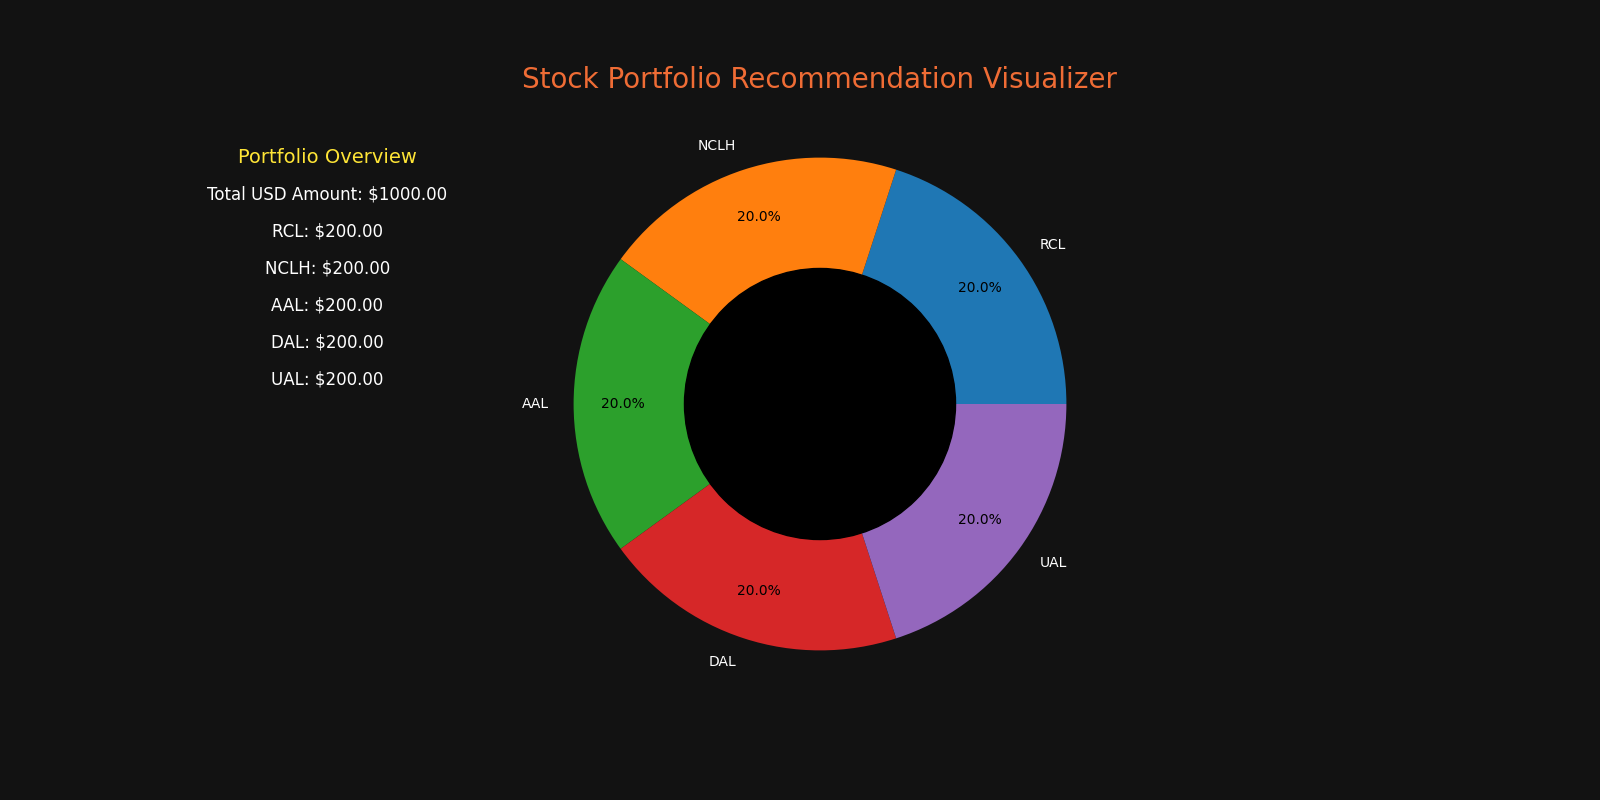 Stock Portfolio Recommendation Visualizer
Portfolio Overview
Total USD Amount: $1000.00
RCL: $200.00
NCLH: $200.00
AAL: $200.00
DAL: $200.00
UAL: $200.00
NCLH
20.0%
RCL
20.0%
AAL
20.0%
20.0%
UAL
20.0%
DAL